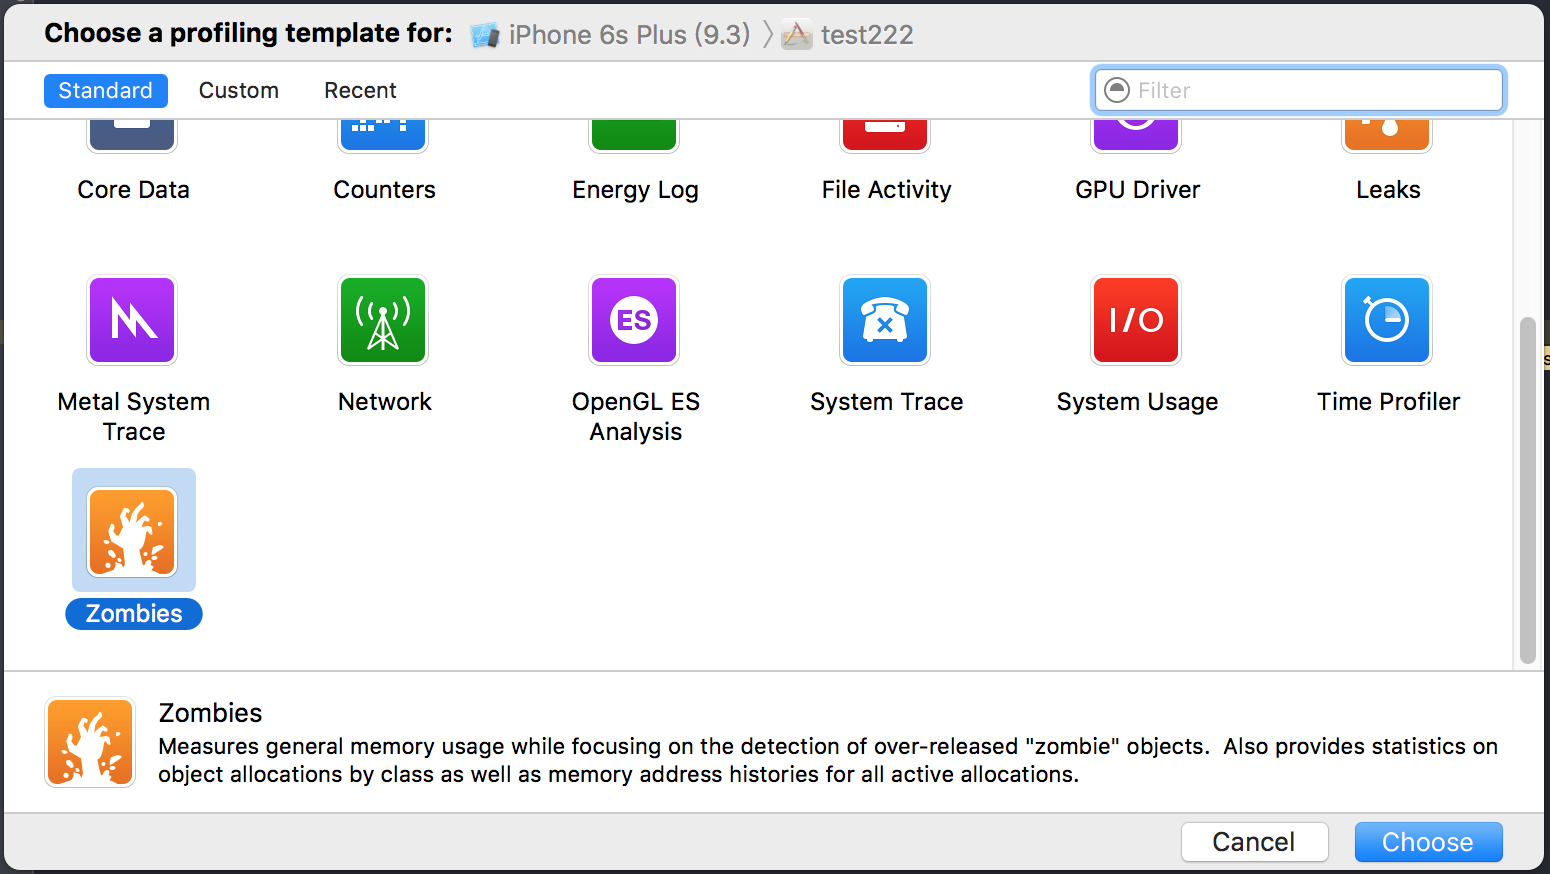 Choose a profiling template for: iPhone 6s Plus (9.3) test222
Standard Custom Recent Filter
Core Data Counters Energy Log File Activity GPU Driver Leaks
ES I/O
Metal System Trace Network OpenGL ES Analysis System Trace System Usage Time Profiler
Zombies
Zombies
Measures general memory usage while focusing on the detection of over-released "zombie" objects. Also provides statistics on
object allocations by class as well as memory address histories for all active allocations.
Cancel Choose